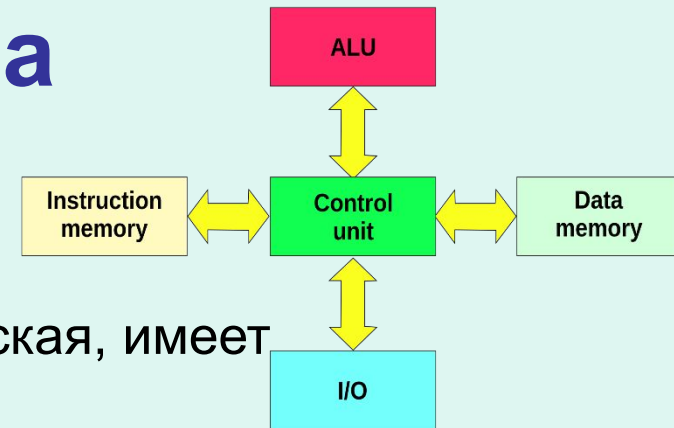 а
ALU
Instruction
memory
Control
unit
Data
memory
ская, имеет
I/O